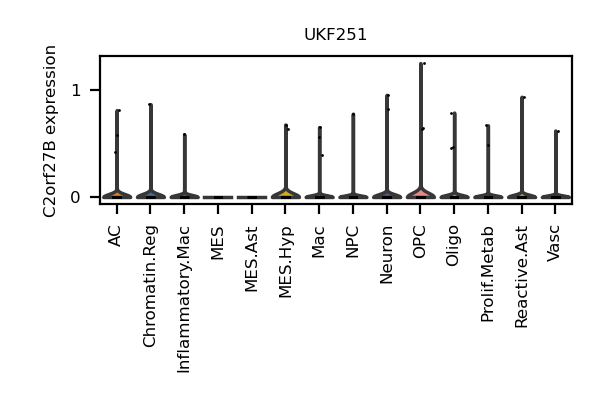 UKF251
C2orf27B expression
1
0
AC
Chromatin.Reg
Inflammatory.Mac
MES
MES.Ast
MES.Hyp
Mac
NPC
Neuron
OPC
Oligo
Prolif.Metab
Reactive.Ast
Vasc